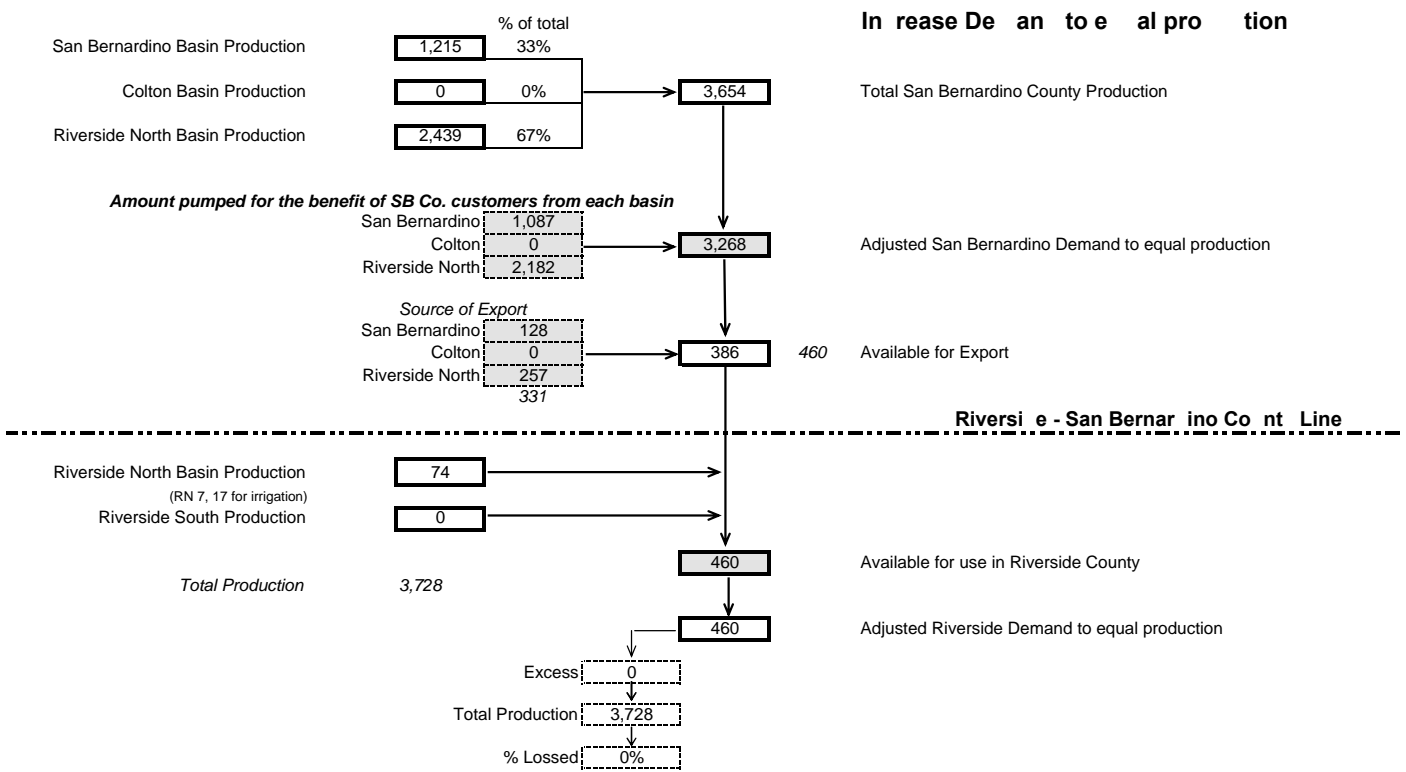 In rease De an to e al pro tion
% of total
San Bernardino Basin Production 1,215 33%
Colton Basin Production 0 0% 3,654 Total San Bernardino County Production
Riverside North Basin Production 2,439 67%
Amount pumped for the benefit of SB Co. customers from each basin
San Bernardino 1,087
Colton 0 3,268 Adjusted San Bernardino Demand to equal production
Riverside North 2,182
Source of Export
San Bernardino 128
Colton 0 386 460 Available for Export
Riverside North 257
331
Riversi e - San Bernar ino Co nt Line
Riverside North Basin Production 74
(RN 7, 17 for irrigation)
Riverside South Production 0
460 Available for use in Riverside County
Total Production 3,728
460 Adjusted Riverside Demand to equal production
Excess 0
Total Production 3,728
% Lossed 0%